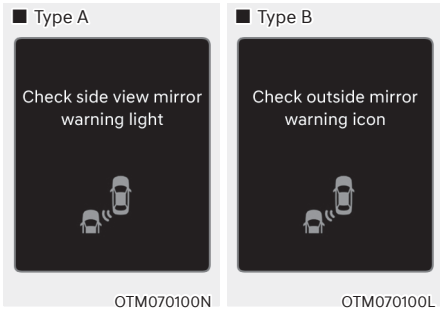 ■ Type A
Check side view mirror
warning light
OTM070100N
■ Type B
Check outside mirror
warning icon
OTM070100L